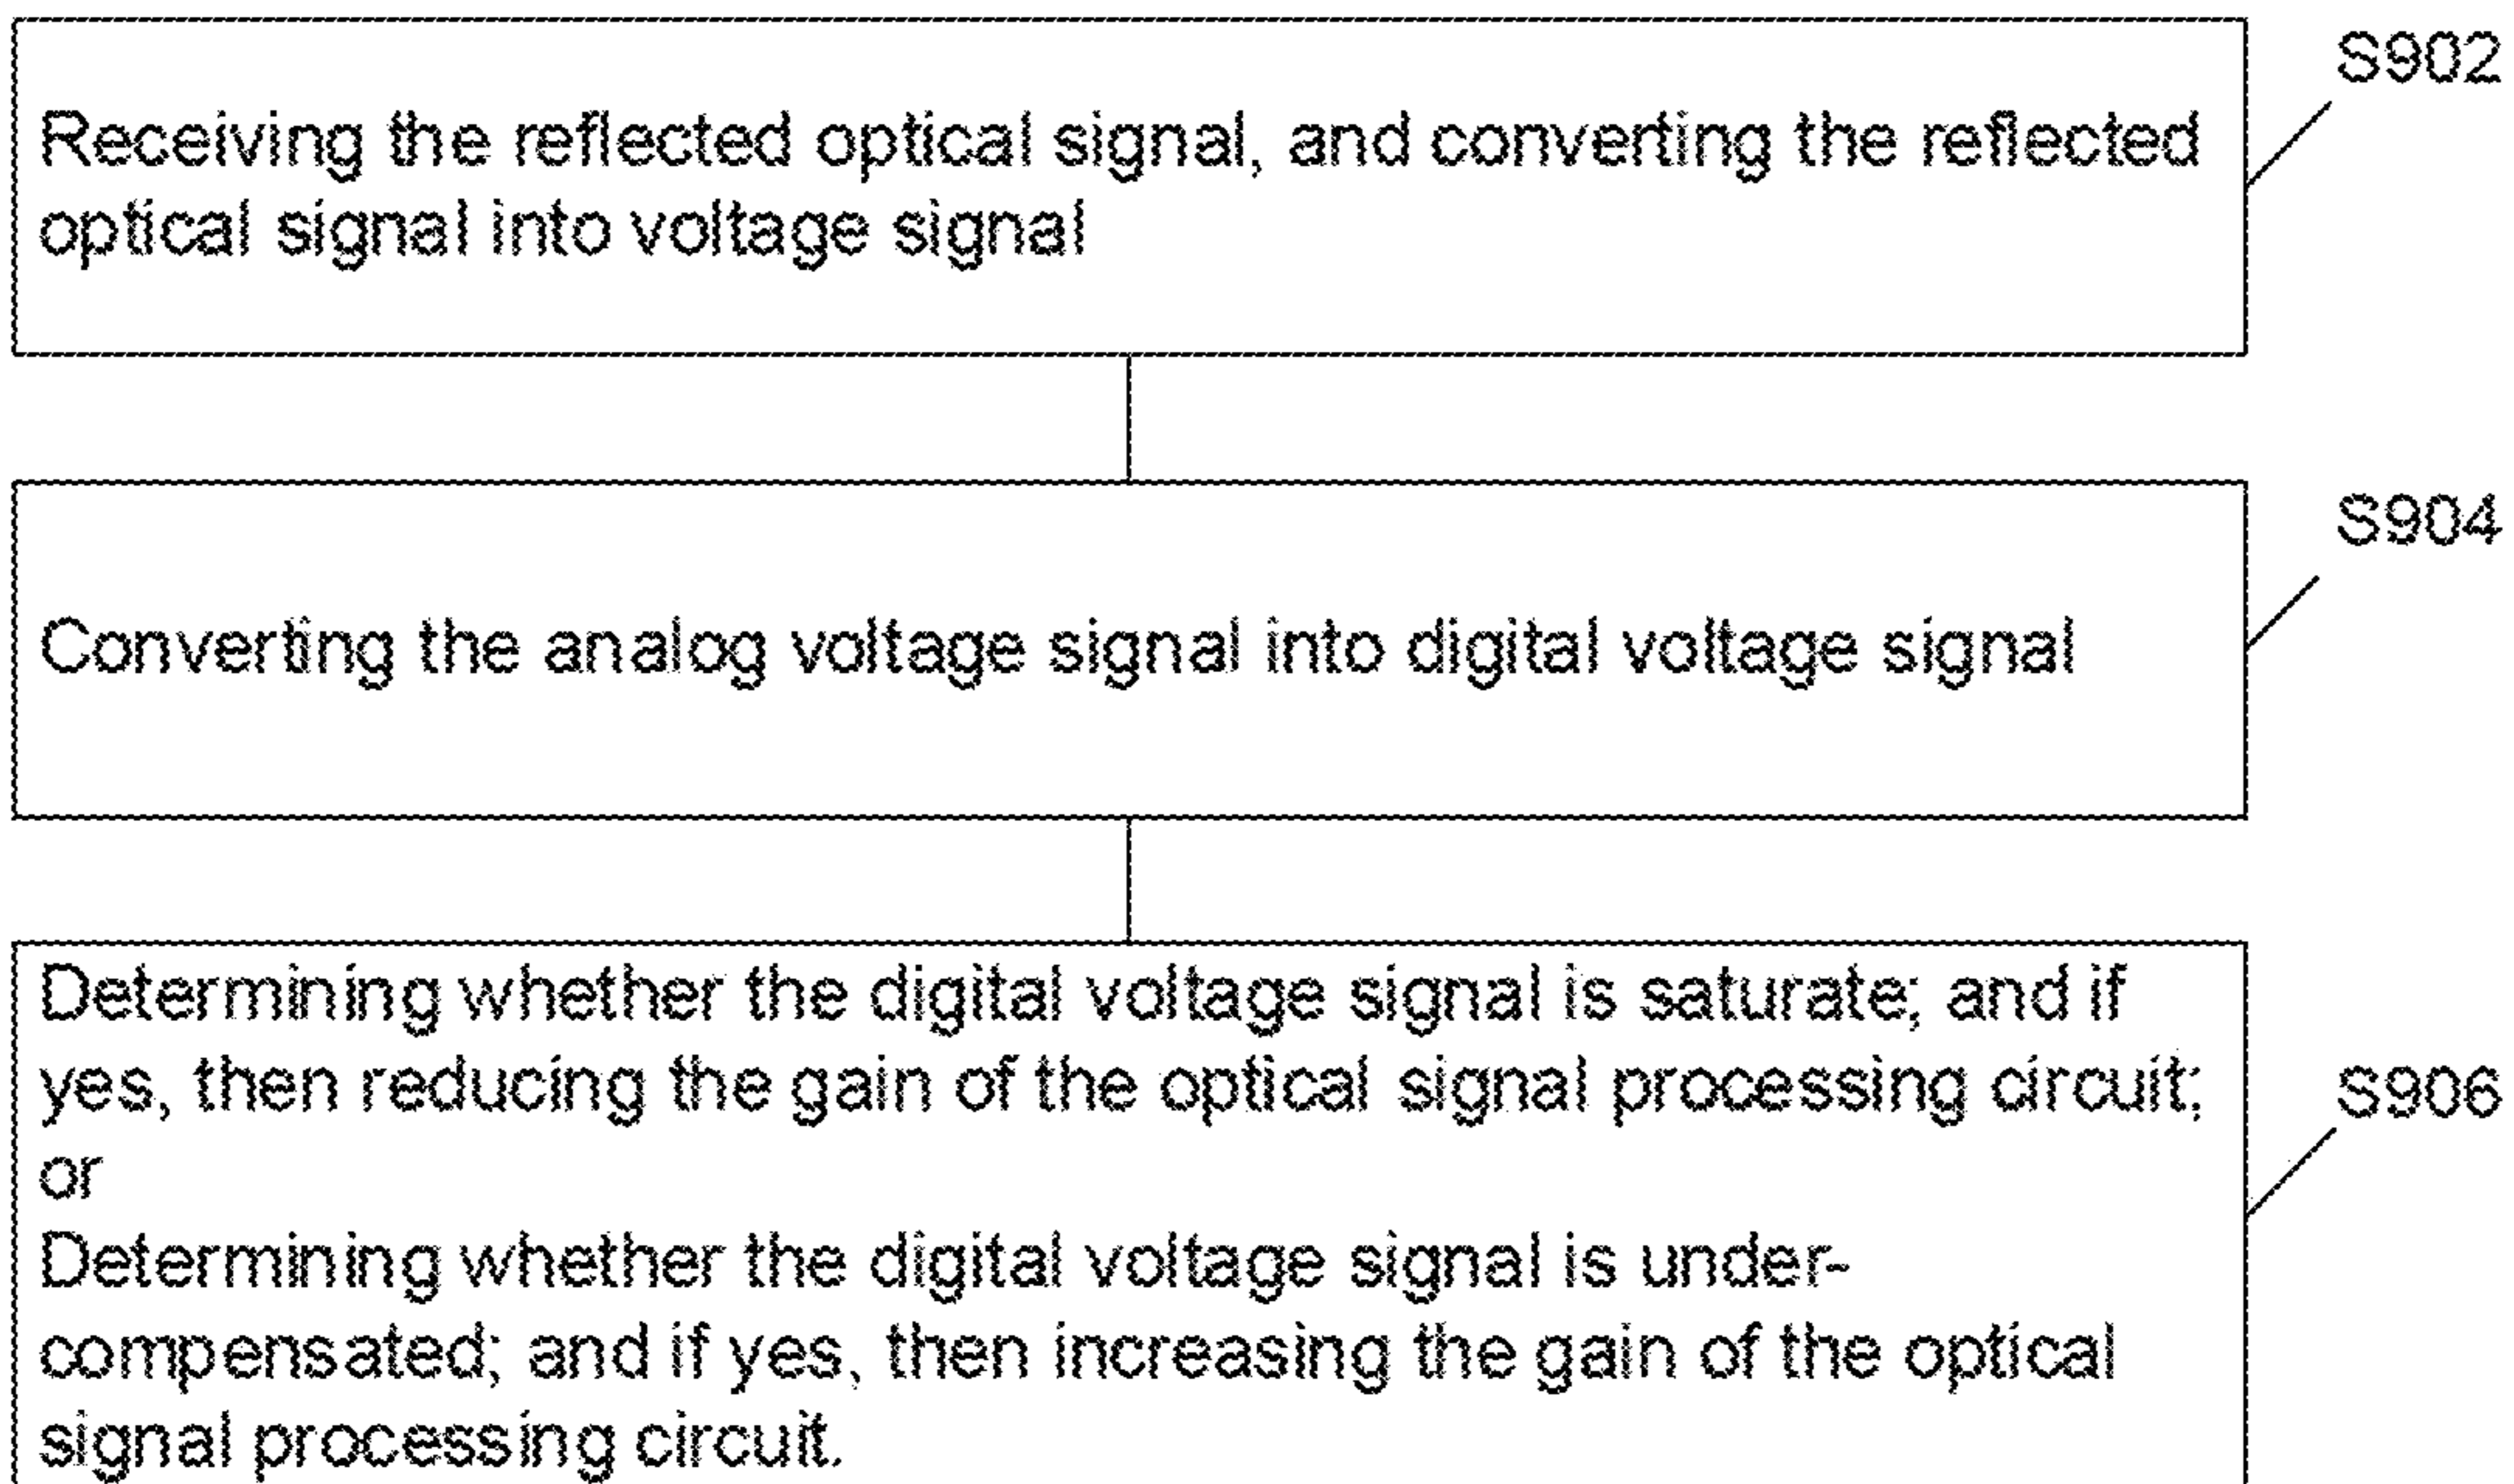 S902
Receiving the reflected optical signal, and converting the reflected
optical signal into voltage signal
S904
Converting the analog voltage signal into digital voltage signal
Determining whether the digital voltage signal is saturate; and if
yes, then reducing the gain of the optical signal processing circuit;
S906
or
Determining whether the digital voltage signal is under-
compensated; and if yes, then increasing the gain of the optical
signal processing circuit.